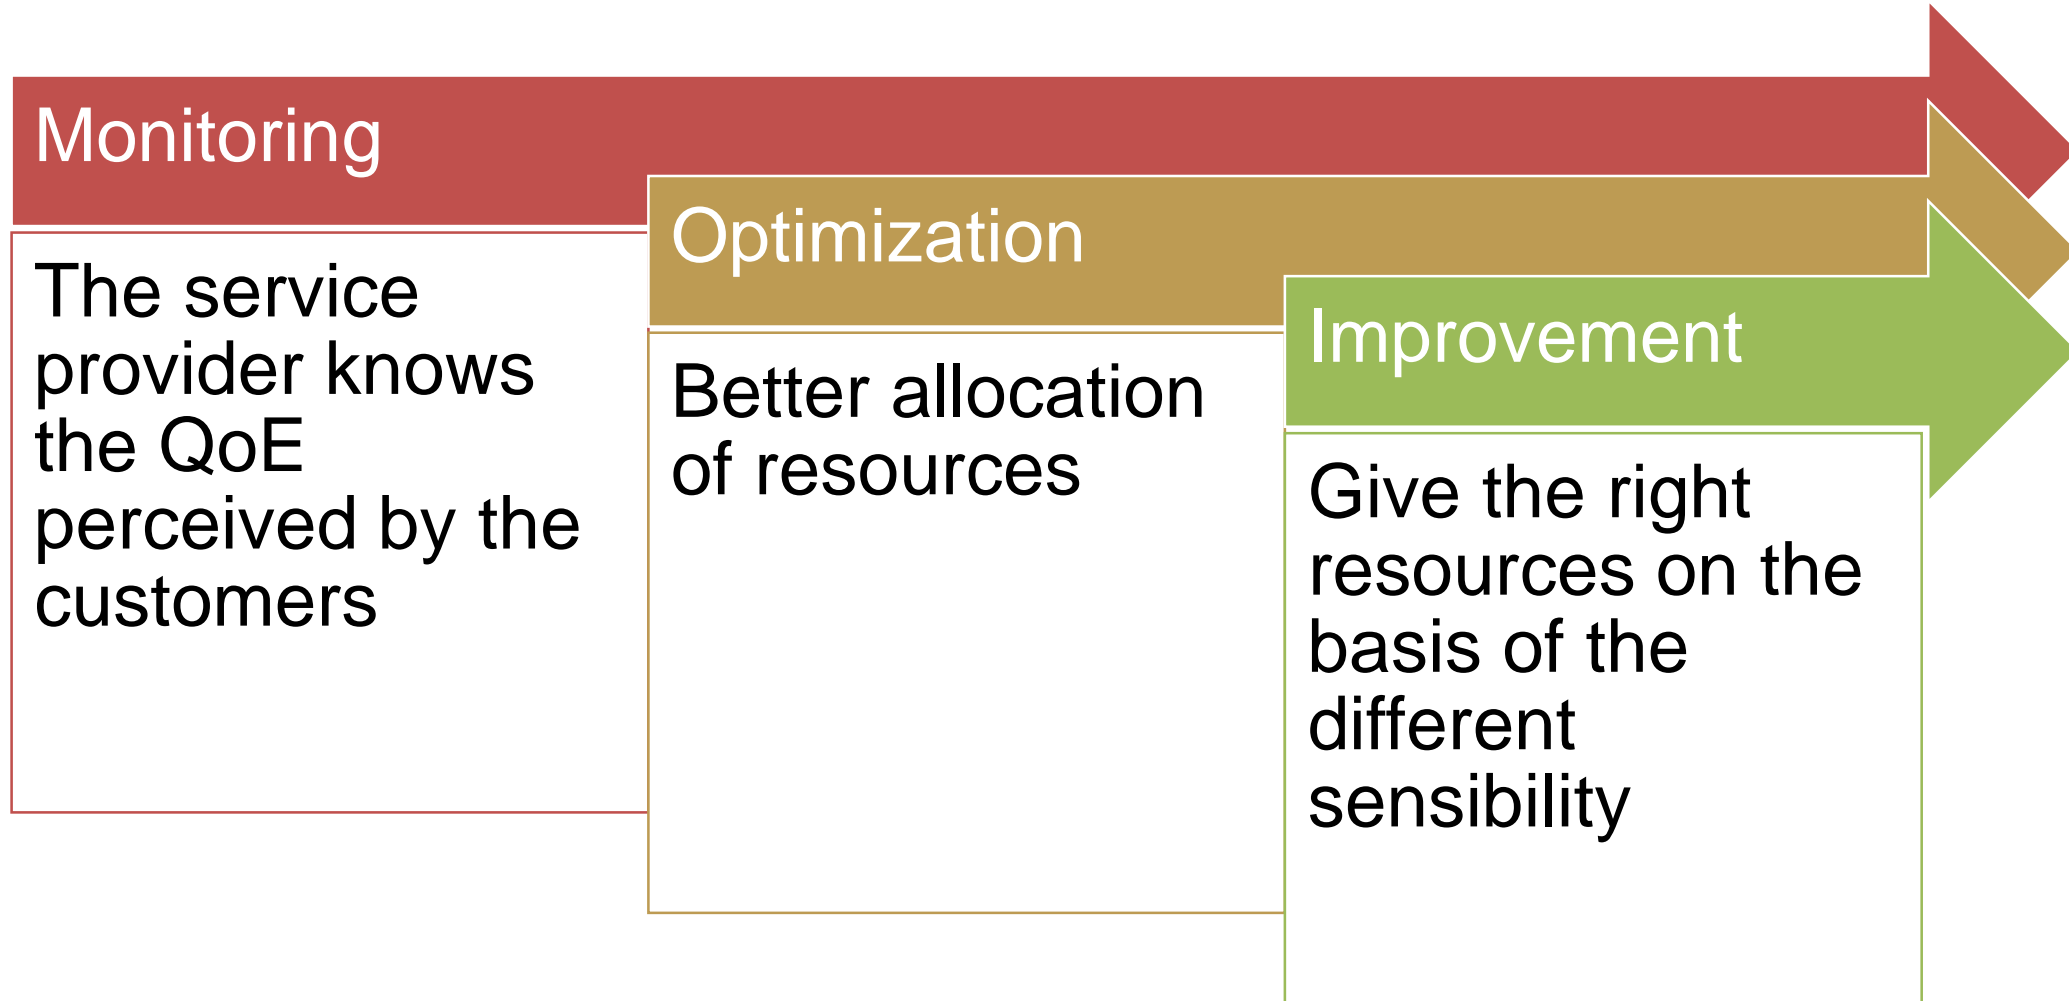 Monitoring
The service
provider knows
the QoE
perceived by the
customers
Optimization
Better allocation
of resources
Improvement
Give the right
resources on the
basis of the
different
sensibility